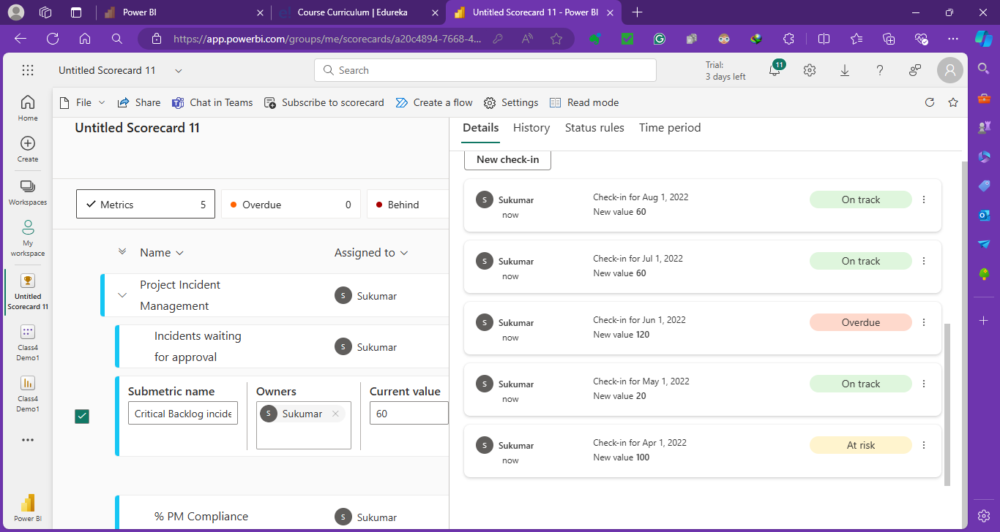 Power BI
Course Curriculum | Edureka
Untitled Scorecard 11 - Power BI
https://app.powerbi.com/groups/me/scorecards/a20c4894-7668-4...
Untitled Scorecard 11
Search
Trial:
3 days left
11
File
Share
Chat in Teams
Subscribe to scorecard
Create a flow
Settings
Read mode
Home
Create
Workspaces
My
workspace
Untitled
Scorecard 11
Class4
Demo1
Class4
Demo1
Power BI
Untitled Scorecard 11
Metrics 5
Overdue 0
Behind
Name
Assigned to
Project Incident
Management
S Sukumar
Incidents waiting
for approval
S Sukumar
Submetric name
Owners
Current value
Critical Backlog incide
S Sukumar
60
% PM Compliance
S Sukumar
Details
History
Status rules
Time period
New check-in
S Sukumar
now
Check-in for Aug 1, 2022
New value 60
On track
S Sukumar
now
Check-in for Jul 1, 2022
New value 60
On track
S Sukumar
now
Check-in for Jun 1, 2022
New value 120
Overdue
S Sukumar
now
Check-in for May 1, 2022
New value 20
On track
S Sukumar
now
Check-in for Apr 1, 2022
New value 100
At risk